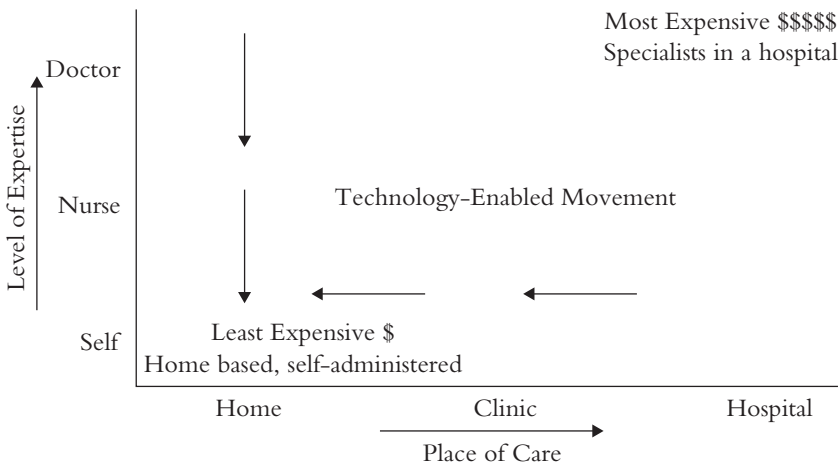 Most Expensive $$$$$
Specialists in a hospital
Doctor
Level of Expertise
Nurse
Technology-Enabled Movement
Self
Least Expensive $
Home based, self-administered
Home
Clinic
Hospital
Place of Care